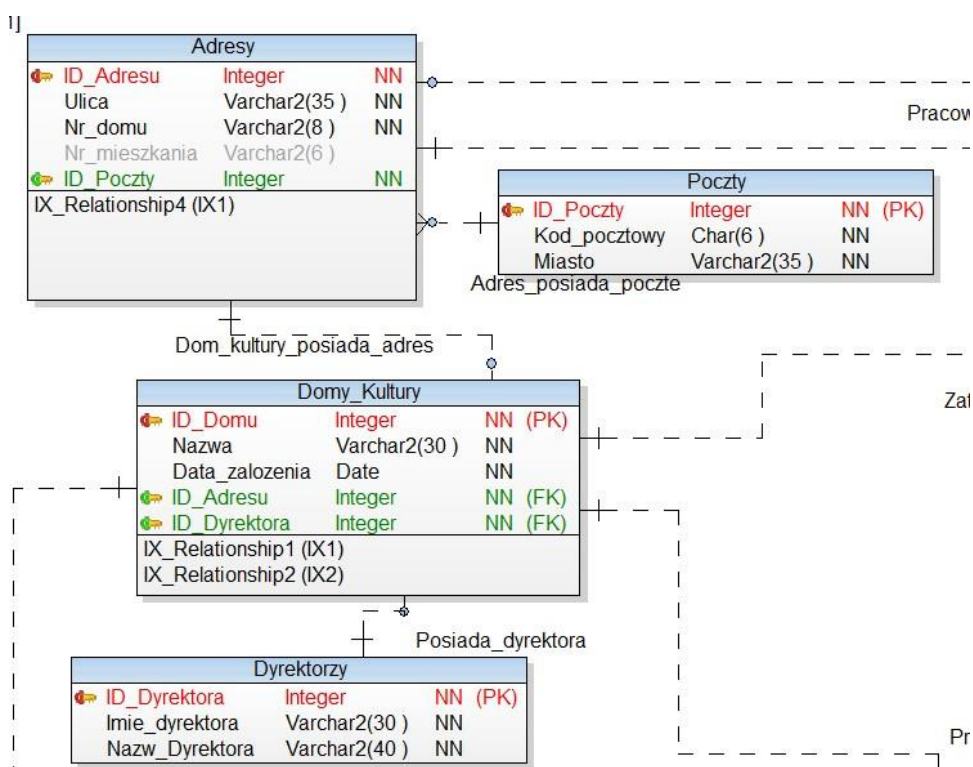 Adresy
ID_Adresu Integer NN
Ulica Varchar2(35 ) NN
Nr_domu Varchar2(8 ) NN
Nr_mieszkania Varchar2(6 )
ID_Poczty Integer NN
IX_Relationship4 (IX1)
Pracow
Poczty
ID_Poczty Integer NN (PK)
Kod_pocztowy Char(6 ) NN
Miasto Varchar2(35 ) NN
Adres_posiada_poczte
Dom_kultury_posiada_adres
Domy_Kultury
ID_Domu Integer NN (PK)
Nazwa Varchar2(30 ) NN
Data_zalozenia Date NN
ID_Adresu Integer NN (FK)
ID_Dyrektora Integer NN (FK)
IX_Relationship1 (IX1)
IX_Relationship2 (IX2)
Zat
Posiada_dyrektora
Dyrektorzy
ID_Dyrektora Integer NN (PK)
Imie_dyrektora Varchar2(30 ) NN
Nazw_Dyrektora Varchar2(40 ) NN
Pr